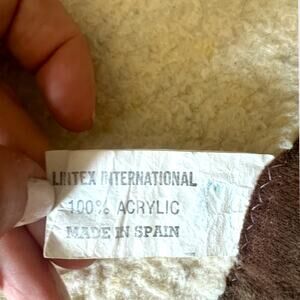 LINTEX INTERNATIONAL
100% ACRYLIC
MADE IN SPAIN